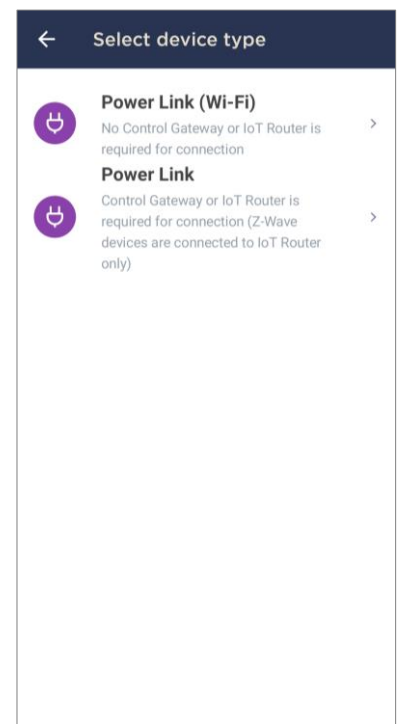 Select device type
Power Link (Wi-Fi)
No Control Gateway or IoT Router is
required for connection
Power Link
Control Gateway or IoT Router is
required for connection (Z-Wave
devices are connected to IoT Router
only)